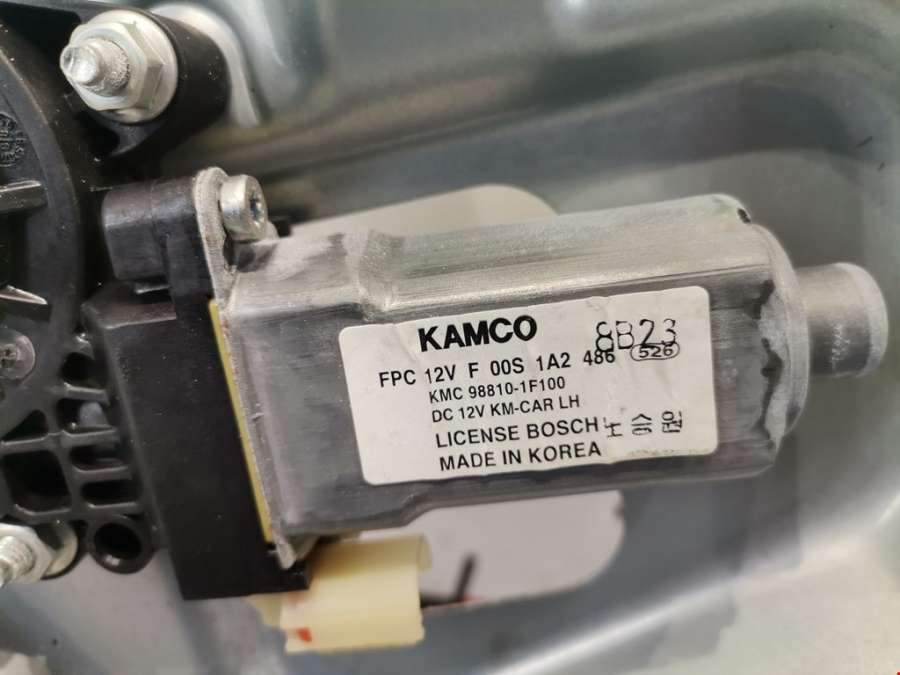 KAMCO
8B23
FPC 12V F 00S 1A2 486 526
KMC 98810-1F100
DC 12V KM-CAR LH
LICENSE BOSCH
MADE IN KOREA